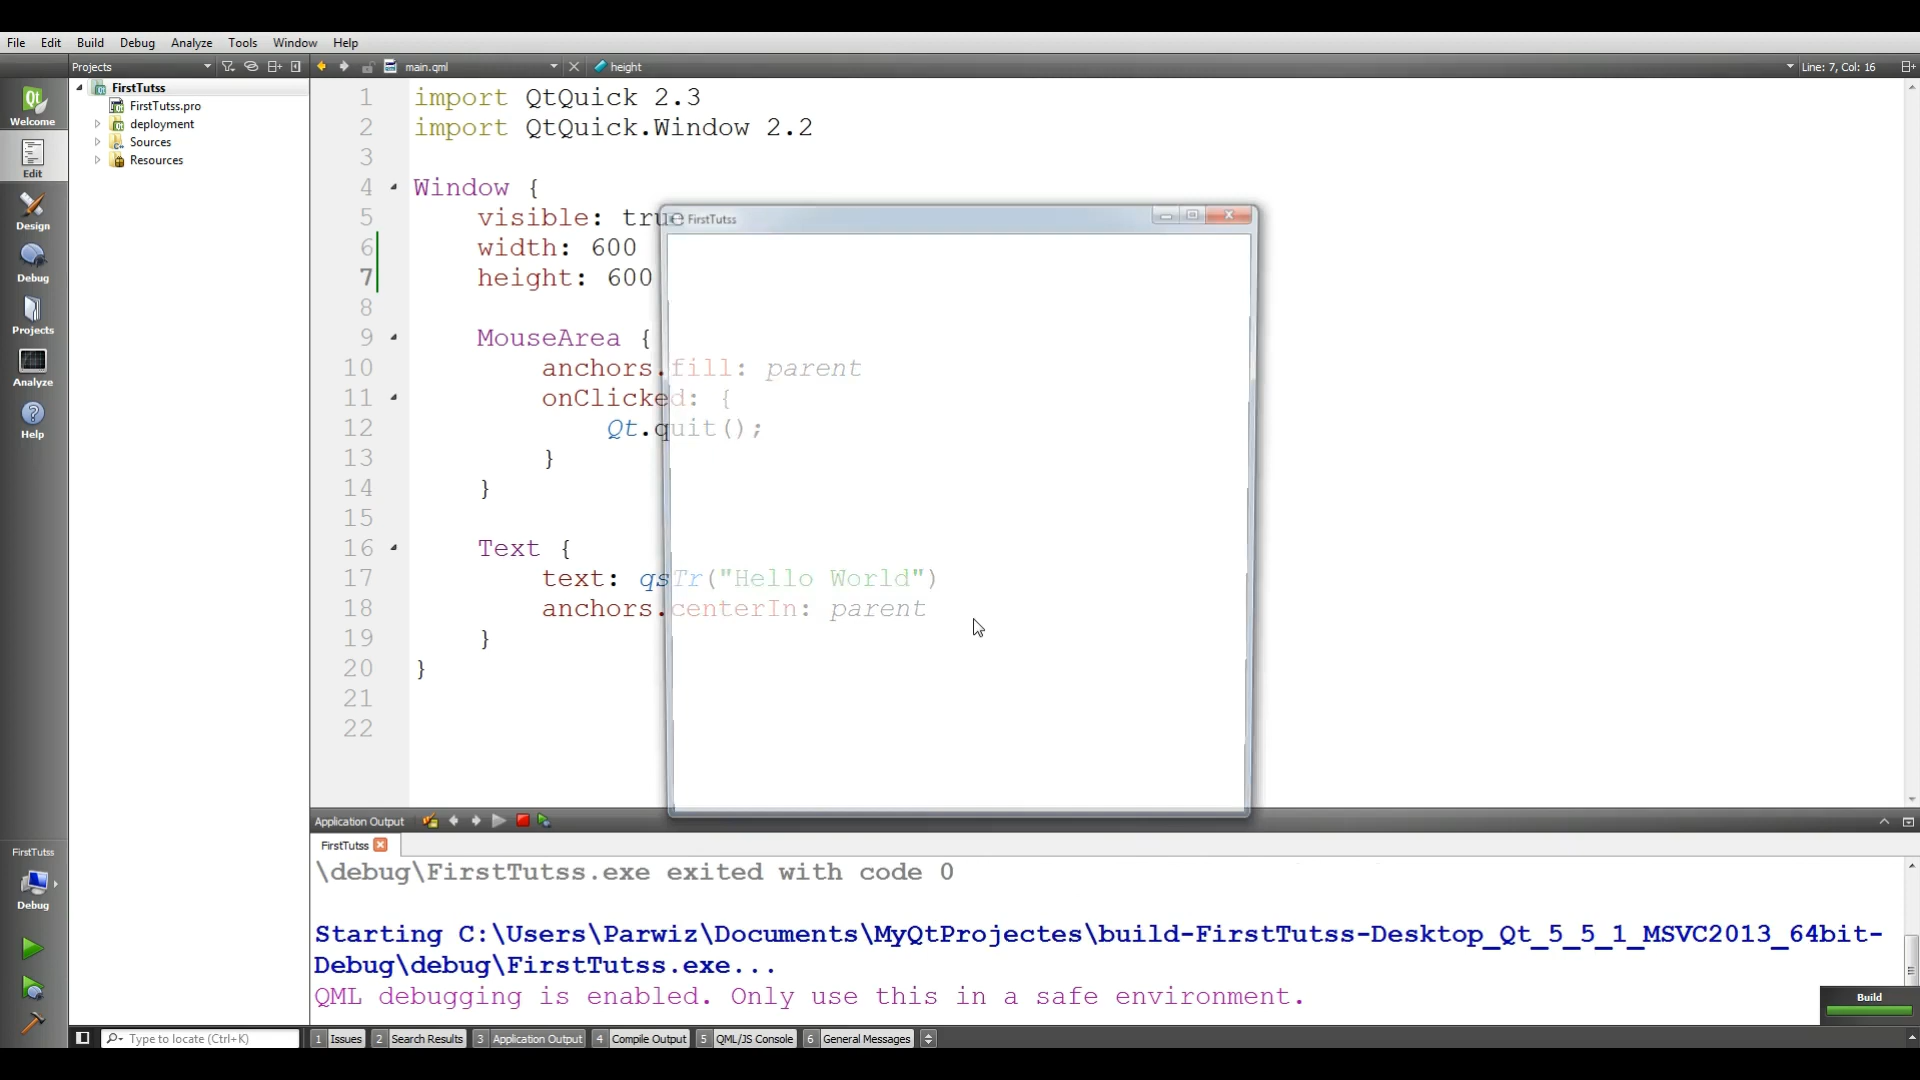 File Edit Build Debug Analyze Tools Window Help
Projects main.qml height Line: 7, Col: 16
Welcome
Edit
Design
Debug
Projects
Analyze
Help
FirstTutss
Debug
FirstTutss
FirstTutss.pro
deployment
Sources
Resources
1 import QtQuick 2.3
2 import QtQuick.Window 2.2
3
4 Window {
5 visible: true
6 width: 600
7 height: 600
8
9 MouseArea {
10 anchors.fill: parent
11 onClicked: {
12 Qt.quit();
13 }
14 }
15
16 Text {
17 text: qsTr("Hello World")
18 anchors.centerIn: parent
19 }
20 }
21
22
FirstTutss
Application Output
FirstTutss
\debug\FirstTutss.exe exited with code 0
Starting C:\Users\Parwiz\Documents\MyQtProjectes\build-FirstTutss-Desktop_Qt_5_5_1_MSVC2013_64bit-
Debug\debug\FirstTutss.exe...
QML debugging is enabled. Only use this in a safe environment.
Build
Type to locate (Ctrl+K) 1 Issues 2 Search Results 3 Application Output 4 Compile Output 5 QML/JS Console 6 General Messages